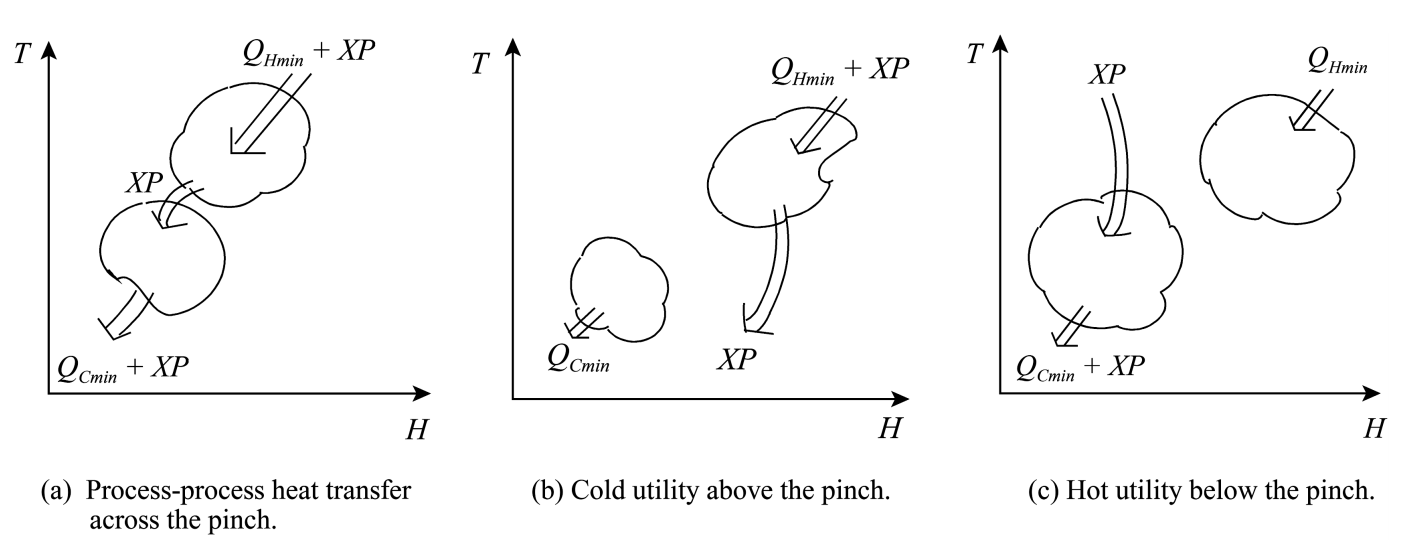 T
Q_Hmin + XP
XP
Q_Cmin + XP
H
(a) Process-process heat transfer
across the pinch.
T
Q_Hmin + XP
Q_Cmin
XP
H
(b) Cold utility above the pinch.
T
XP
Q_Hmin
Q_Cmin + XP
H
(c) Hot utility below the pinch.